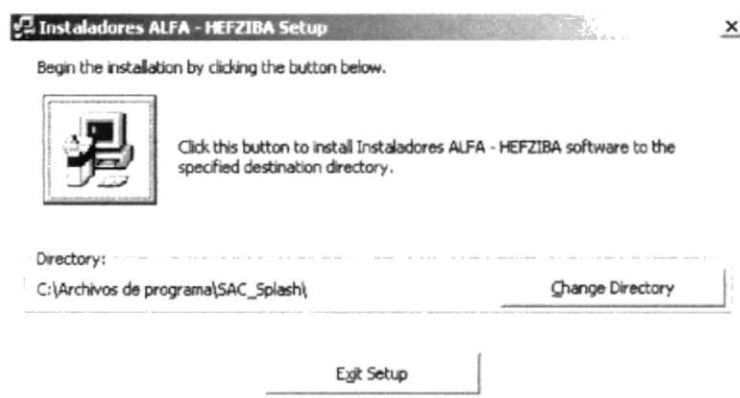 Instaladores ALFA - HEFZIBA Setup
Begin the installation by clicking the button below.
Click this button to install Instaladores ALFA - HEFZIBA software to the
specified destination directory.
Directory:
C:\Archivos de programa\SAC_Splash\
Change Directory
Exit Setup